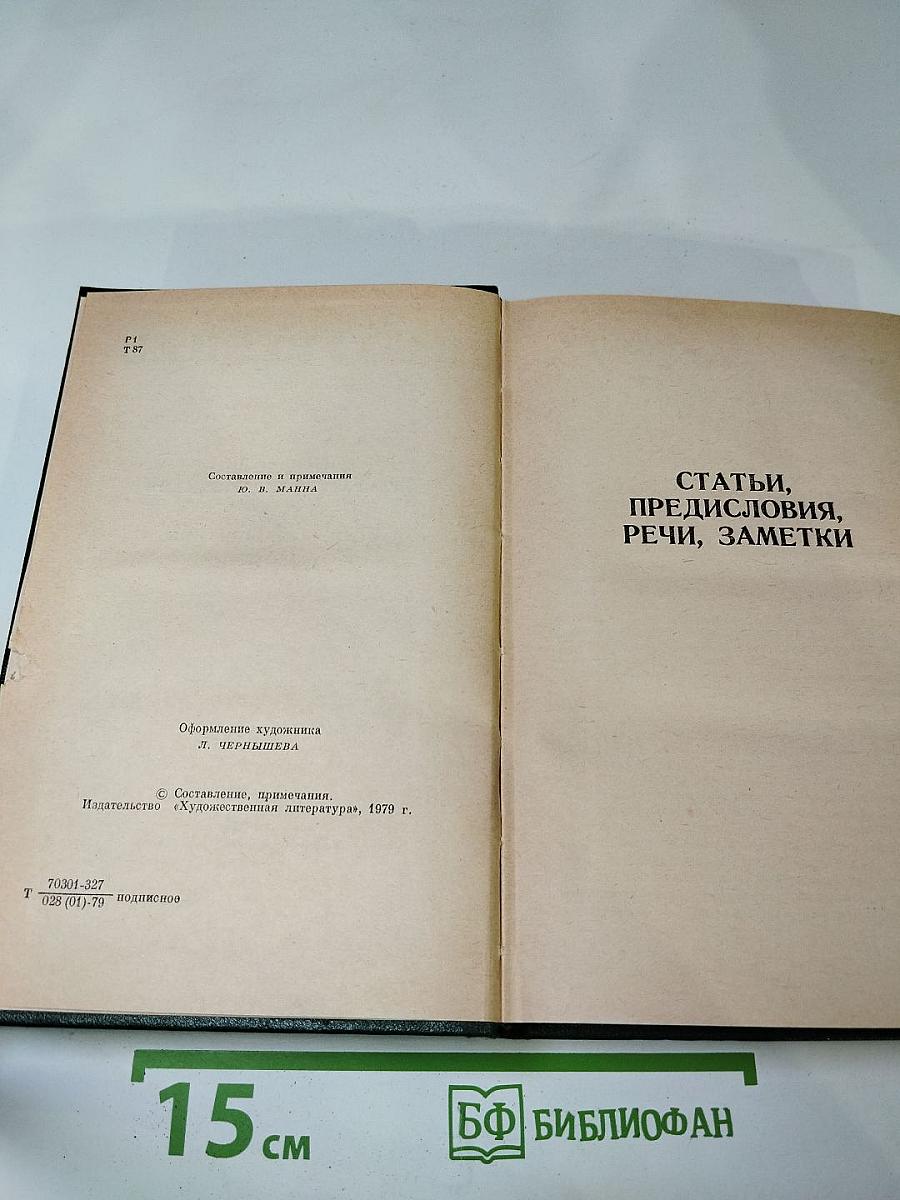 Р1
Т 87
Составление и примечания
Ю. В. МАННА
Оформление художника
Л. ЧЕРНЫШЕВА
© Составление, примечания.
Издательство «Художественная литература», 1979 г.
Т 70301-327
028 (01)-79 подписное
СТАТЬИ,
ПРЕДИСЛОВИЯ,
РЕЧИ, ЗАМЕТКИ
15 см
БФ БИБЛИОФАН